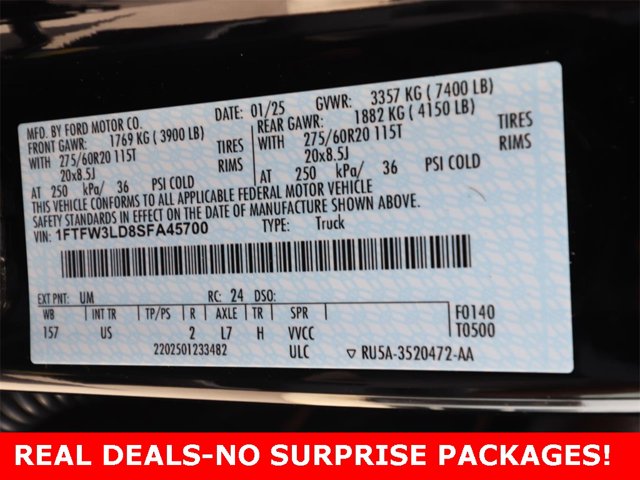 MFG. BY FORD MOTOR CO. DATE: 01/25 GVWR: 3357 KG ( 7400 LB)
FRONT GAWR: 1769 KG ( 3900 LB) REAR GAWR: 1882 KG ( 4150 LB)
WITH 275/60R20 115T TIRES WITH 275/60R20 115T TIRES
20x8.5J RIMS 20x8.5J RIMS
AT 250 kPa/ 36 PSI COLD AT 250 kPa/ 36 PSI COLD
THIS VEHICLE CONFORMS TO ALL APPLICABLE FEDERAL MOTOR VEHICLE
SAFETY STANDARDS IN EFFECT ON THE DATE OF MANUFACTURE SHOWN ABOVE.
VIN: 1FTFW3LD8SFA45700 TYPE: Truck
EXT PNT: UM RC: 24 DSO:
WB INT TR TP/PS R AXLE TR SPR F0140
157 US 2 L7 H VVCC T0500
2202501233482 ULC ▽ RU5A-3520472-AA
REAL DEALS-NO SURPRISE PACKAGES!